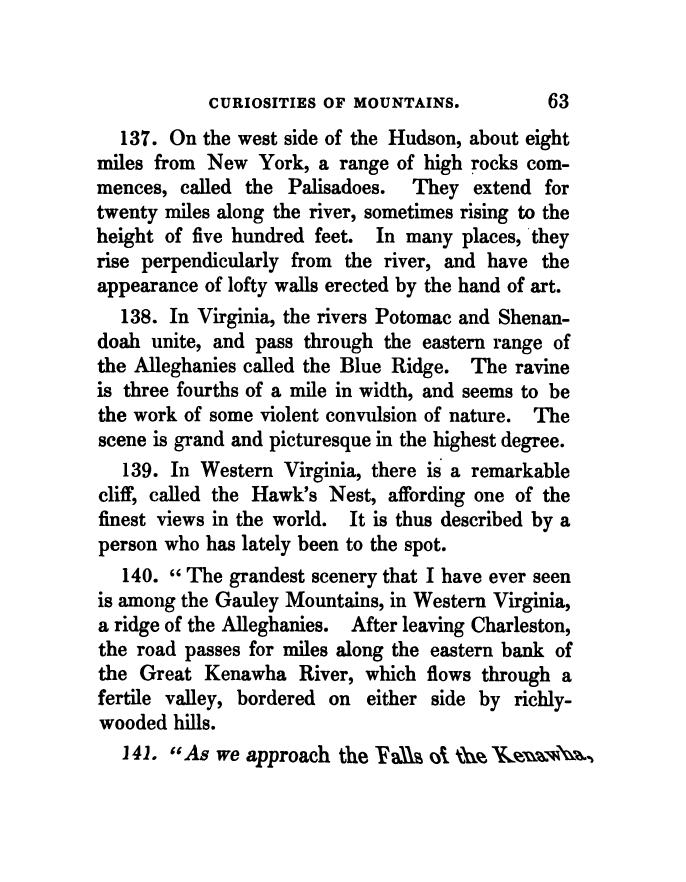 CURIOSITIES OF MOUNTAINS. 63
137. On the west side of the Hudson, about eight
miles from New York, a range of high rocks com-
mences, called the Palisadoes. They extend for
twenty miles along the river, sometimes rising to the
height of five hundred feet. In many places, they
rise perpendicularly from the river, and have the
appearance of lofty walls erected by the hand of art.
138. In Virginia, the rivers Potomac and Shenan-
doah unite, and pass through the eastern range of
the Alleghanies called the Blue Ridge. The ravine
is three fourths of a mile in width, and seems to be
the work of some violent convulsion of nature. The
scene is grand and picturesque in the highest degree.
139. In Western Virginia, there is a remarkable
cliff, called the Hawk's Nest, affording one of the
finest views in the world. It is thus described by a
person who has lately been to the spot.
140. “ The grandest scenery that I have ever seen
is among the Gauley Mountains, in Western Virginia,
a ridge of the Alleghanies. After leaving Charleston,
the road passes for miles along the eastern bank of
the Great Kenawha River, which flows through a
fertile valley, bordered on either side by richly-
wooded hills.
141. “As we approach the Falls of the Kenawha,